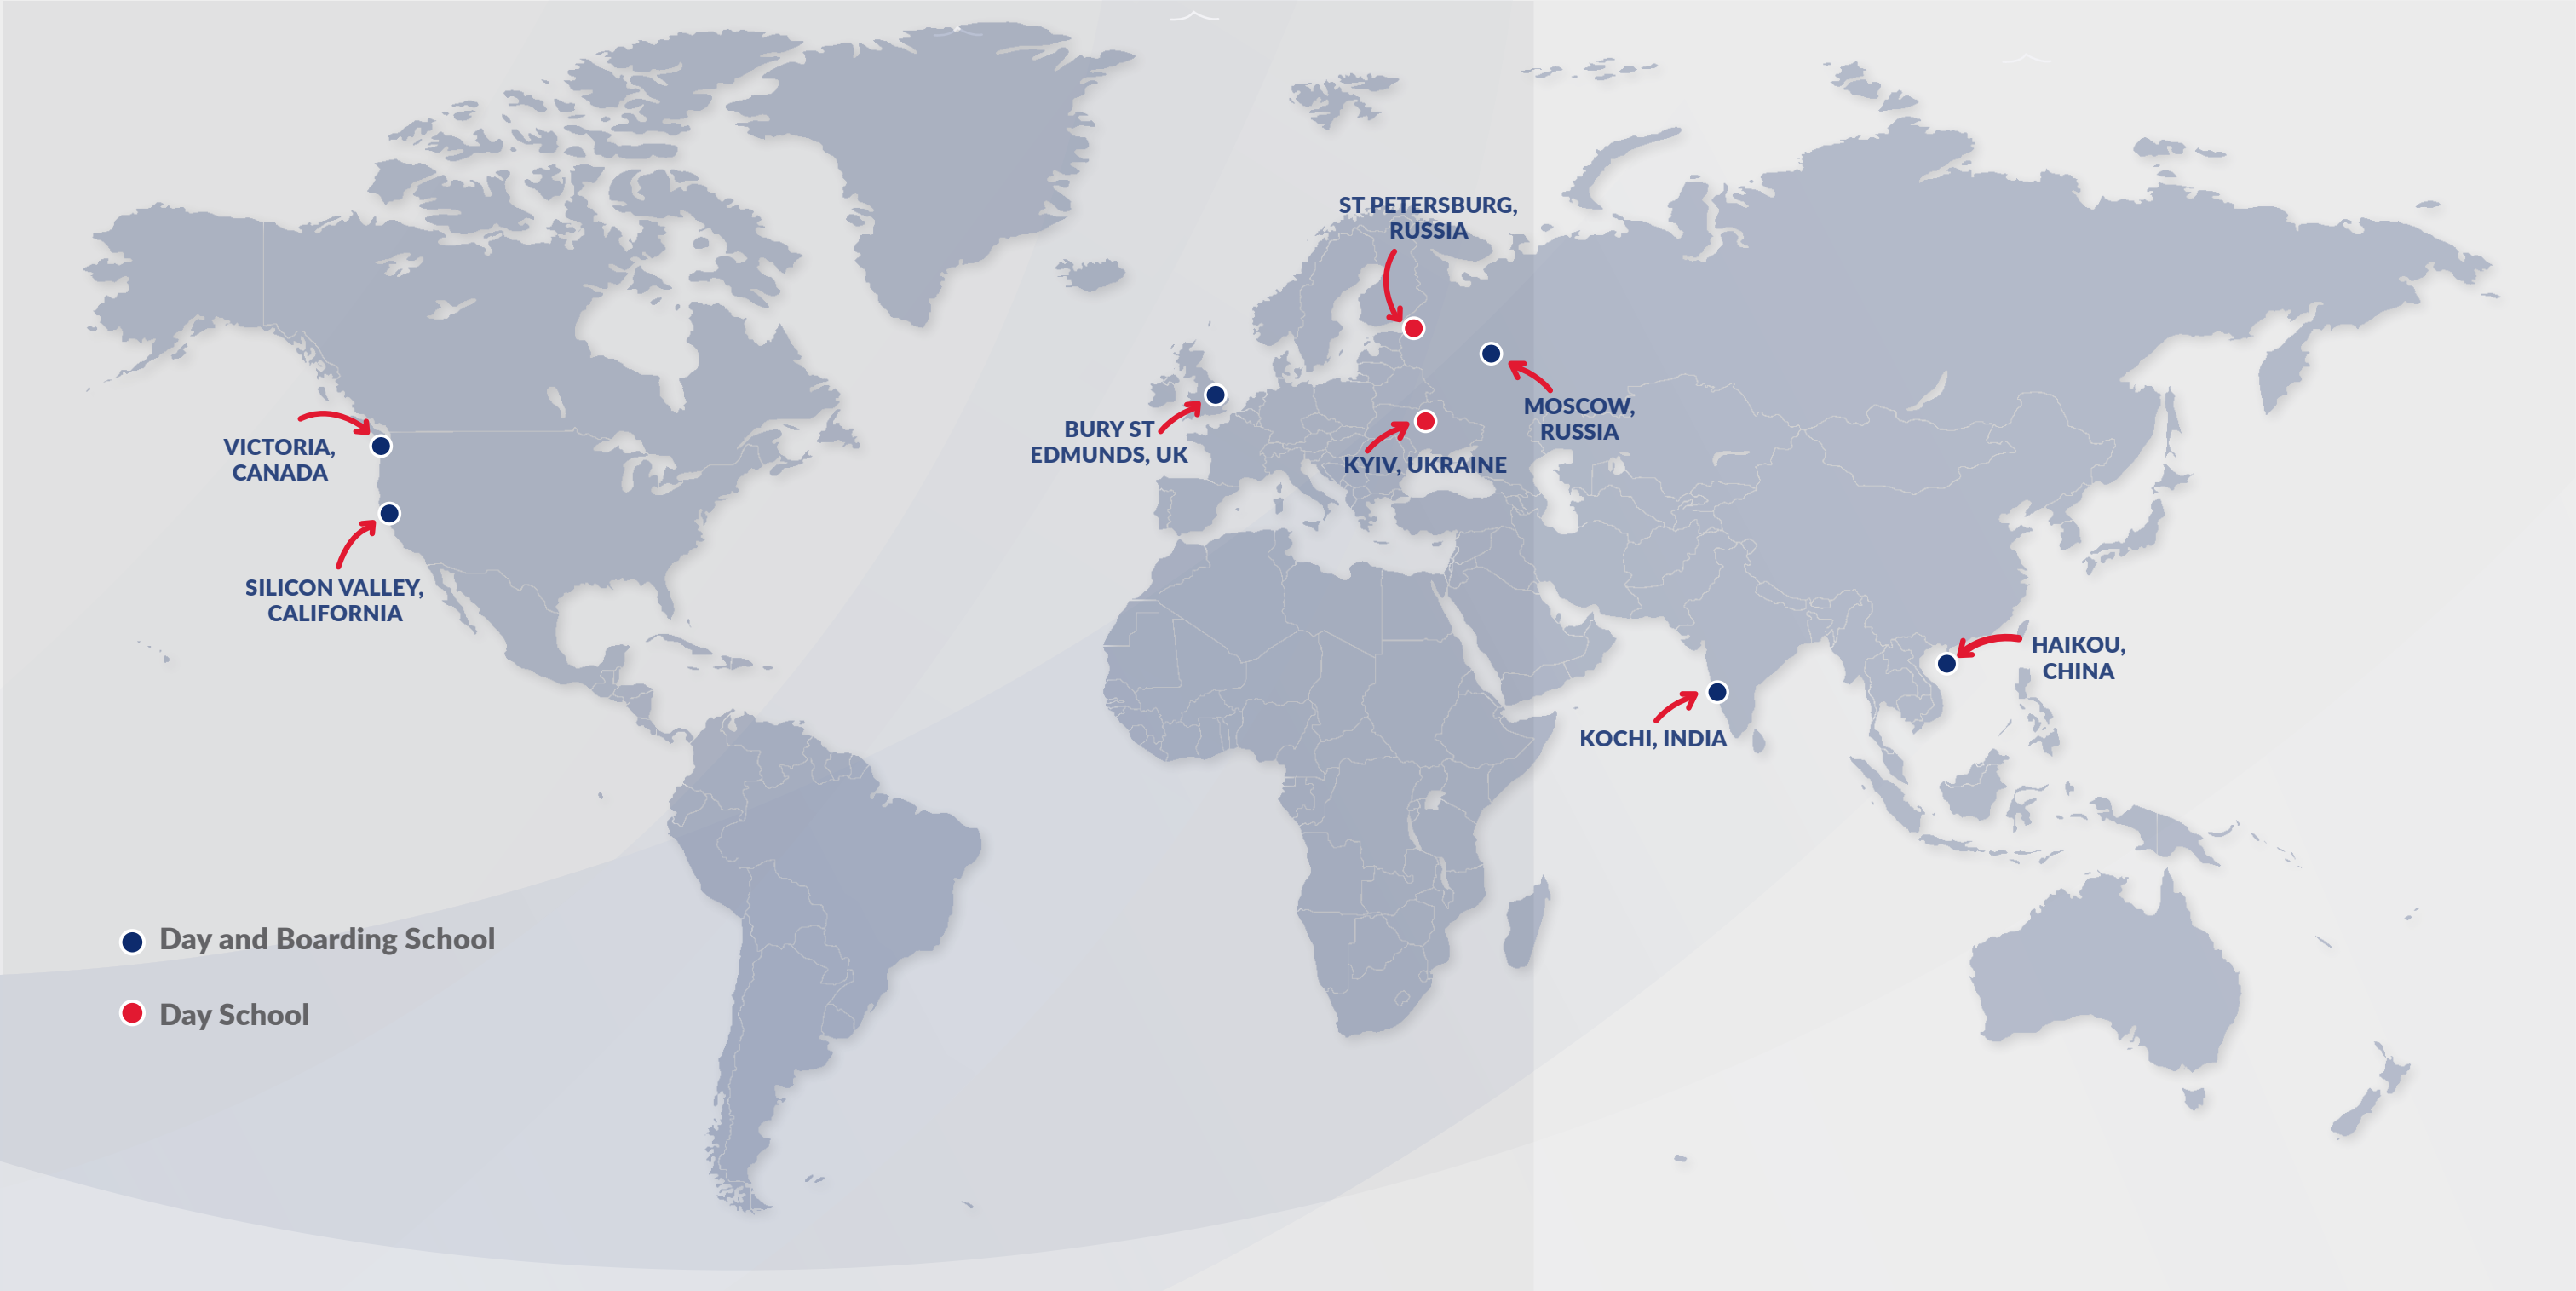 ST PETERSBURG,
RUSSIA
MOSCOW,
RUSSIA
BURY ST
EDMUNDS, UK
KYIV, UKRAINE
VICTORIA,
CANADA
SILICON VALLEY,
CALIFORNIA
HAIKOU,
CHINA
KOCHI, INDIA
Day and Boarding School
Day School